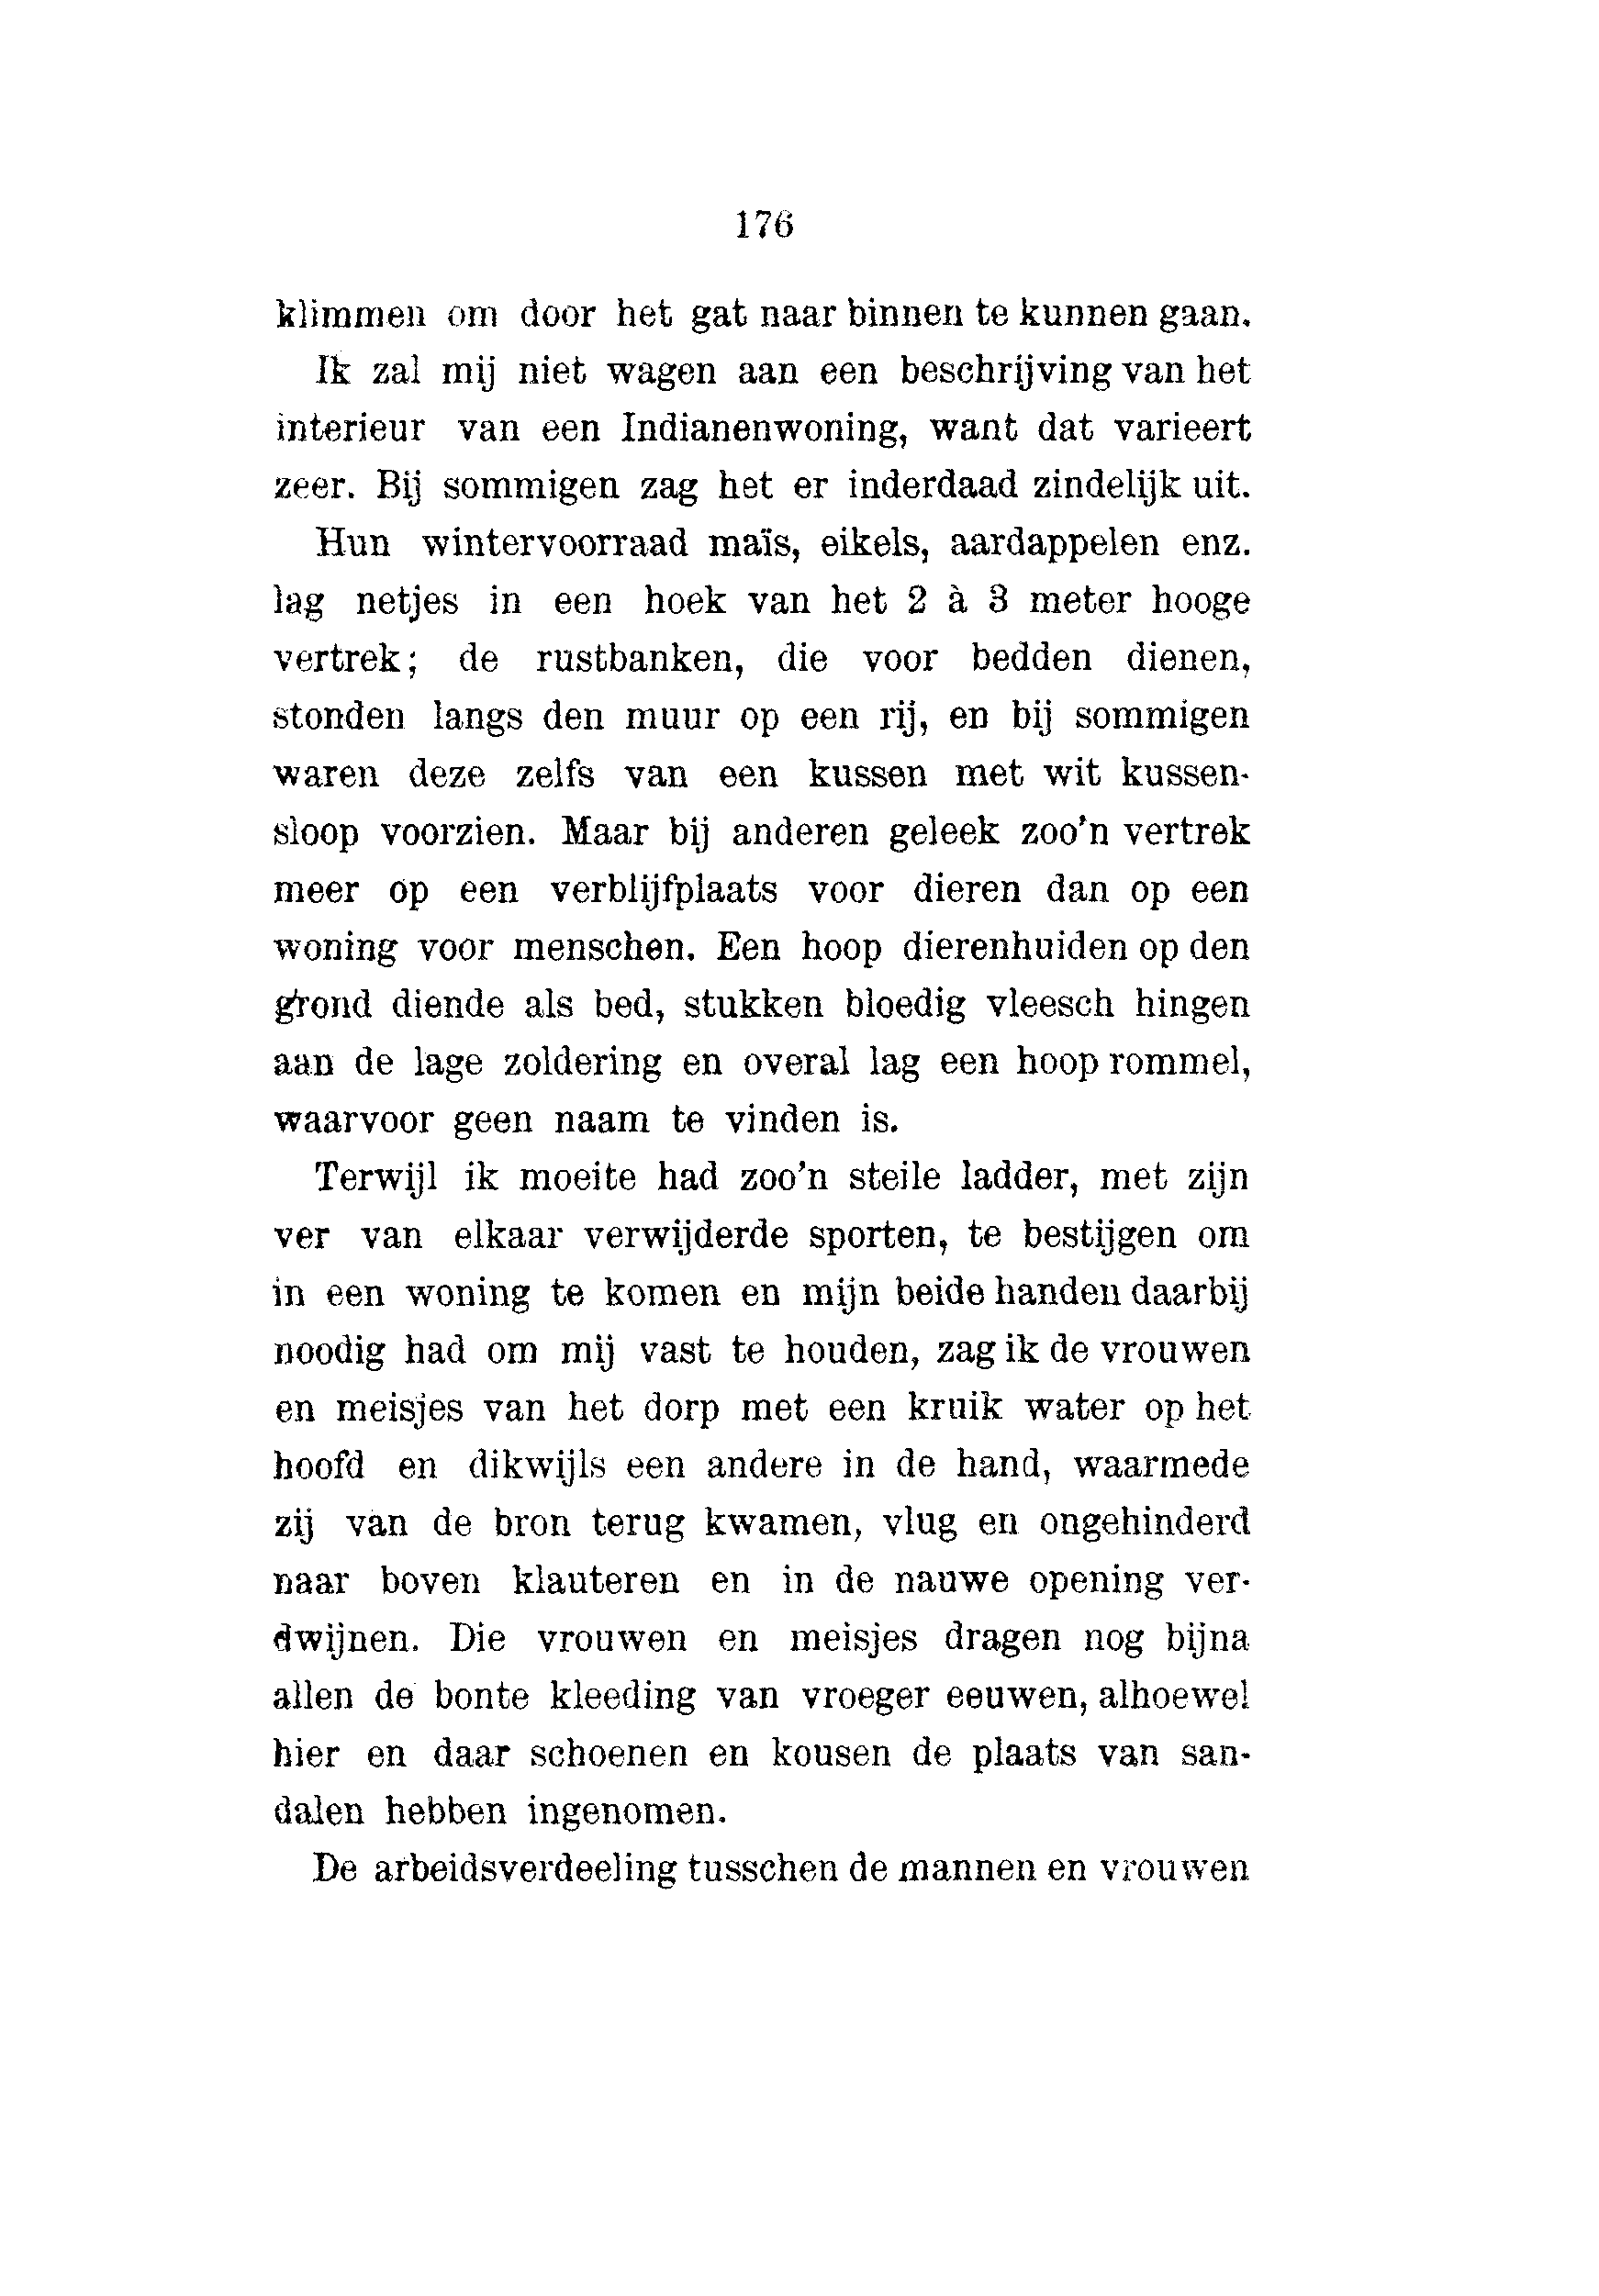 176
klimmen om door het gat naar binnen te kunnen gaan.
Ik zal mij niet wagen aan een beschrijving van het
interieur van een Indianenwoning, want dat varieert
zeer. Bij sommigen zag het er inderdaad zindelijk uit.
Hun wintervoorraad maïs, eikels, aardappelen enz.
lag netjes in een hoek van het 2 à 3 meter hooge
vertrek; de rustbanken, die voor bedden dienen,
stonden langs den muur op een rij, en bij sommigen
waren deze zelfs van een kussen met wit kussen-
sloop voorzien. Maar bij anderen geleek zoo'n vertrek
meer op een verblijfplaats voor dieren dan op een
woning voor menschen. Een hoop dierenhuiden op den
grond diende als bed, stukken bloedig vleesch hingen
aan de lage zoldering en overal lag een hoop rommel,
waarvoor geen naam te vinden is.
Terwijl ik moeite had zoo'n steile ladder, met zijn
ver van elkaar verwijderde sporten, te bestijgen om
in een woning te komen en mijn beide handen daarbij
noodig had om mij vast te houden, zag ik de vrouwen
en meisjes van het dorp met een kruik water op het
hoofd en dikwijls een andere in de hand, waarmede
zij van de bron terug kwamen, vlug en ongehinderd
naar boven klauteren en in de nauwe opening ver-
dwijnen. Die vrouwen en meisjes dragen nog bijna
allen de bonte kleeding van vroeger eeuwen, alhoewel
hier en daar schoenen en kousen de plaats van san-
dalen hebben ingenomen.
De arbeidsverdeeling tusschen de mannen en vrouwen